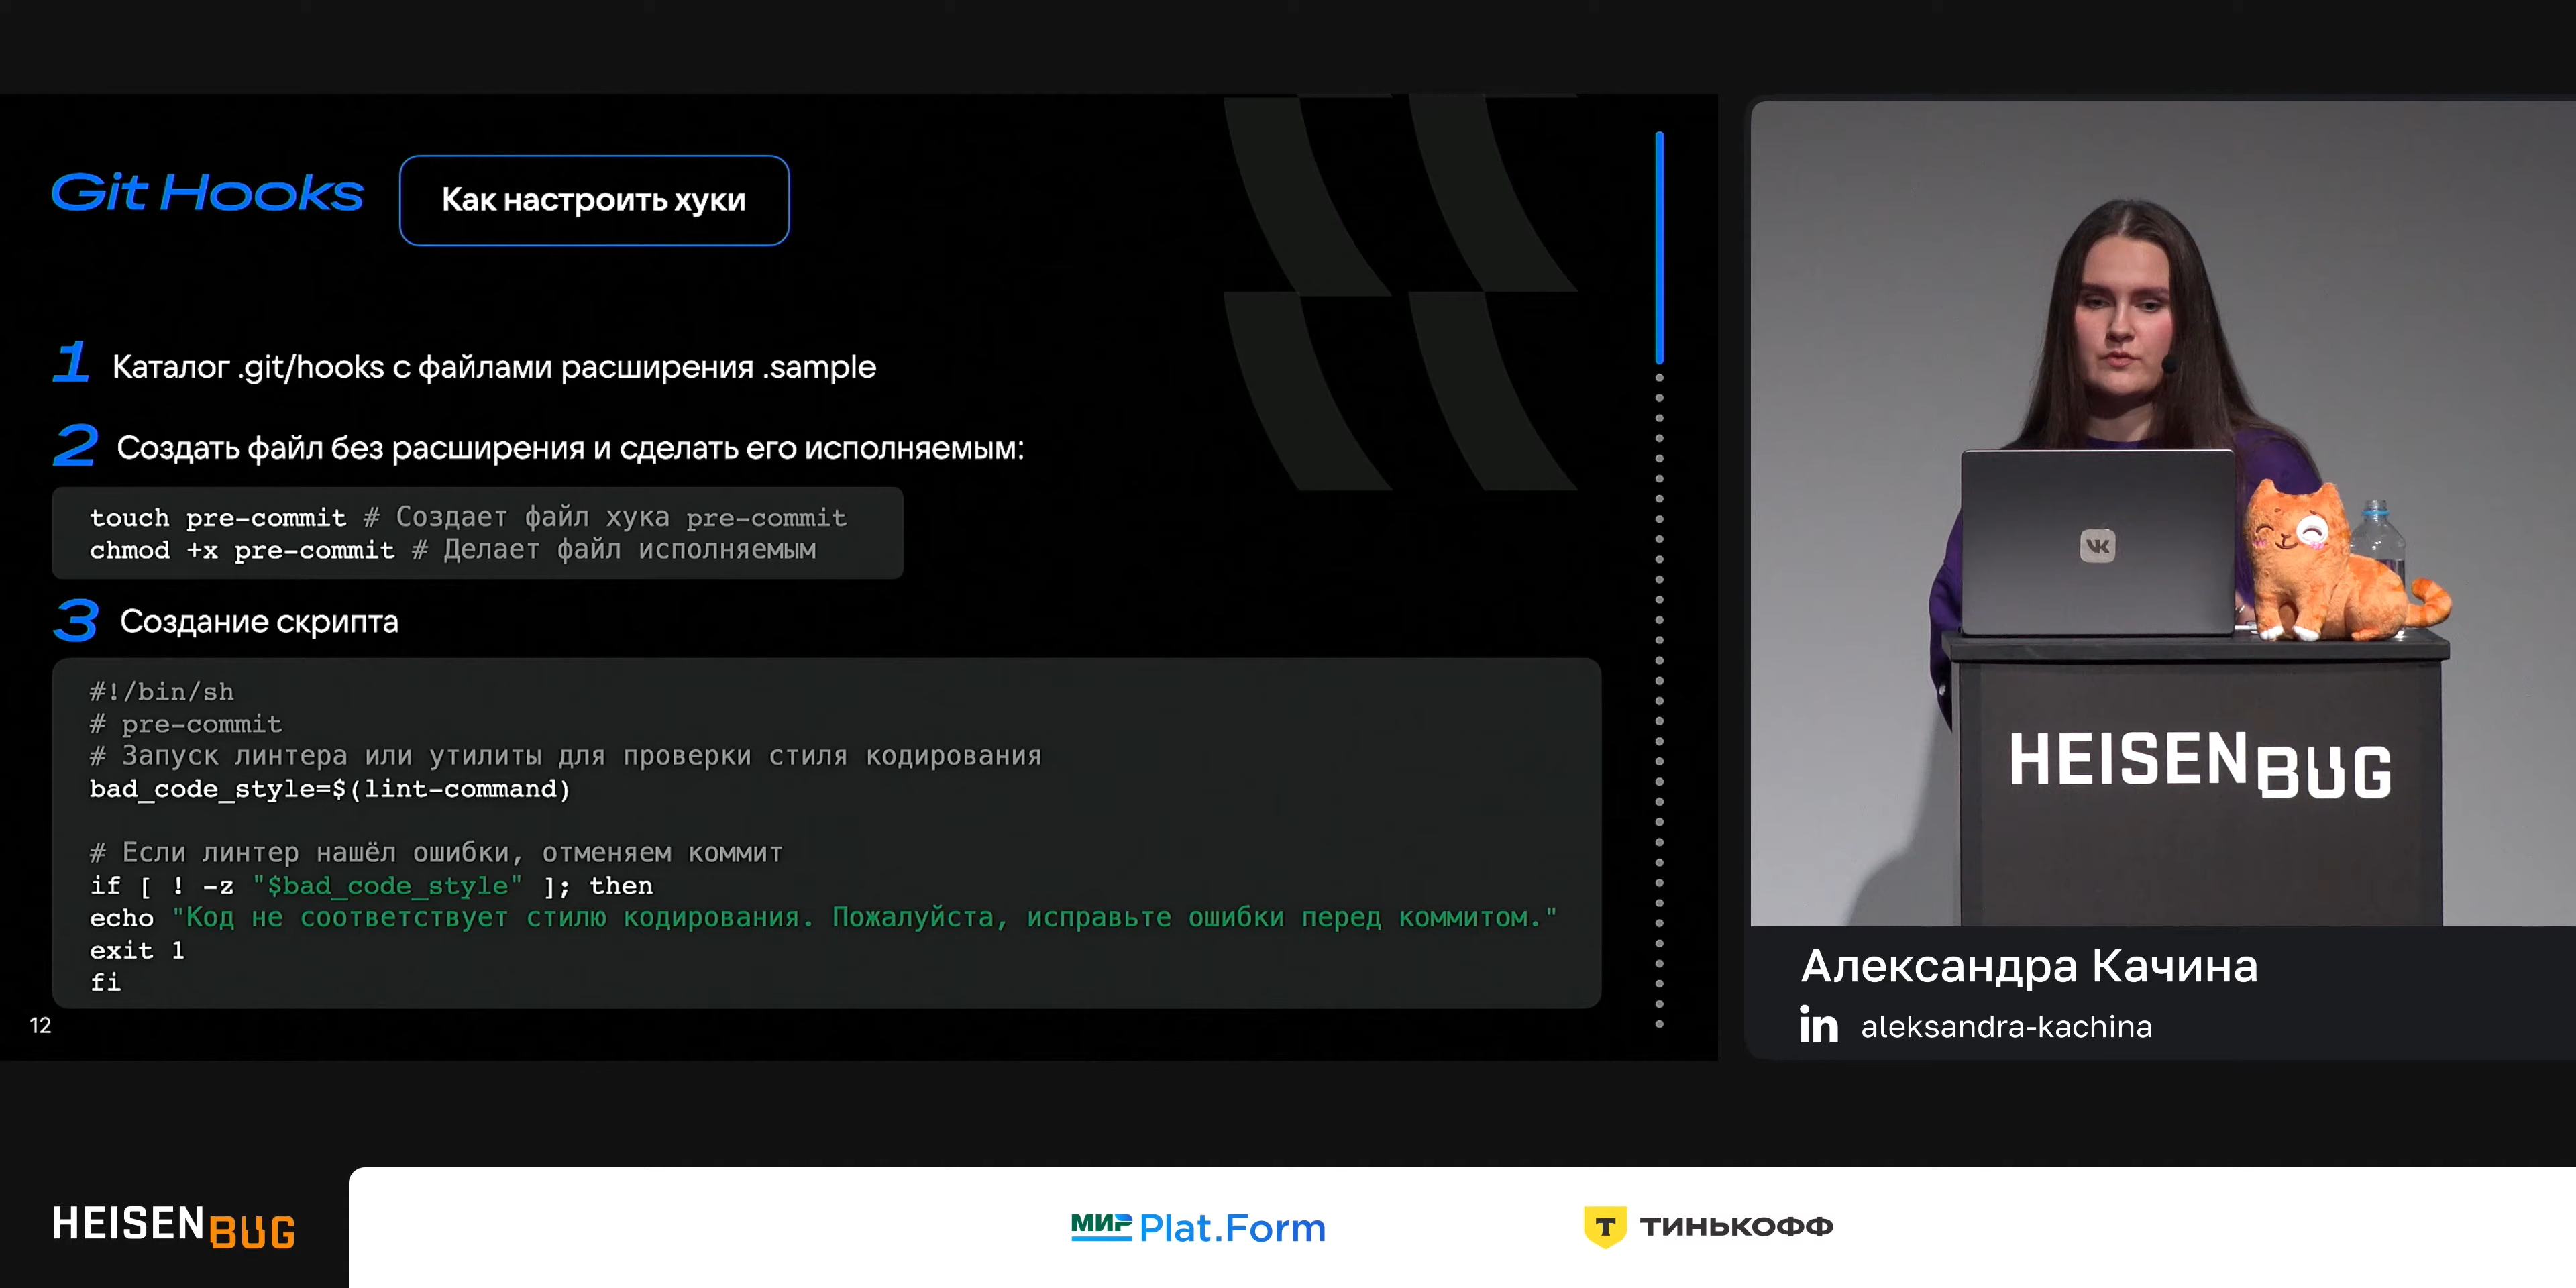 Git Hooks
Как настроить хуки
1 Каталог .git/hooks с файлами расширения .sample
2 Создать файл без расширения и сделать его исполняемым:
touch pre-commit # Создает файл хука pre-commit
chmod +x pre-commit # Делает файл исполняемым
3 Создание скрипта
#!/bin/sh
# pre-commit
# Запуск линтера или утилиты для проверки стиля кодирования
bad_code_style=$(lint-command)
# Если линтер нашёл ошибки, отменяем коммит
if [ ! -z "$bad_code_style" ]; then
echo "Код не соответствует стилю кодирования. Пожалуйста, исправьте ошибки перед коммитом."
exit 1
fi
12
VK
HEISENBUG
Александра Качина
in aleksandra-kachina
HEISENBUG
МИР Plat.Form
Т ТИНЬКОФФ